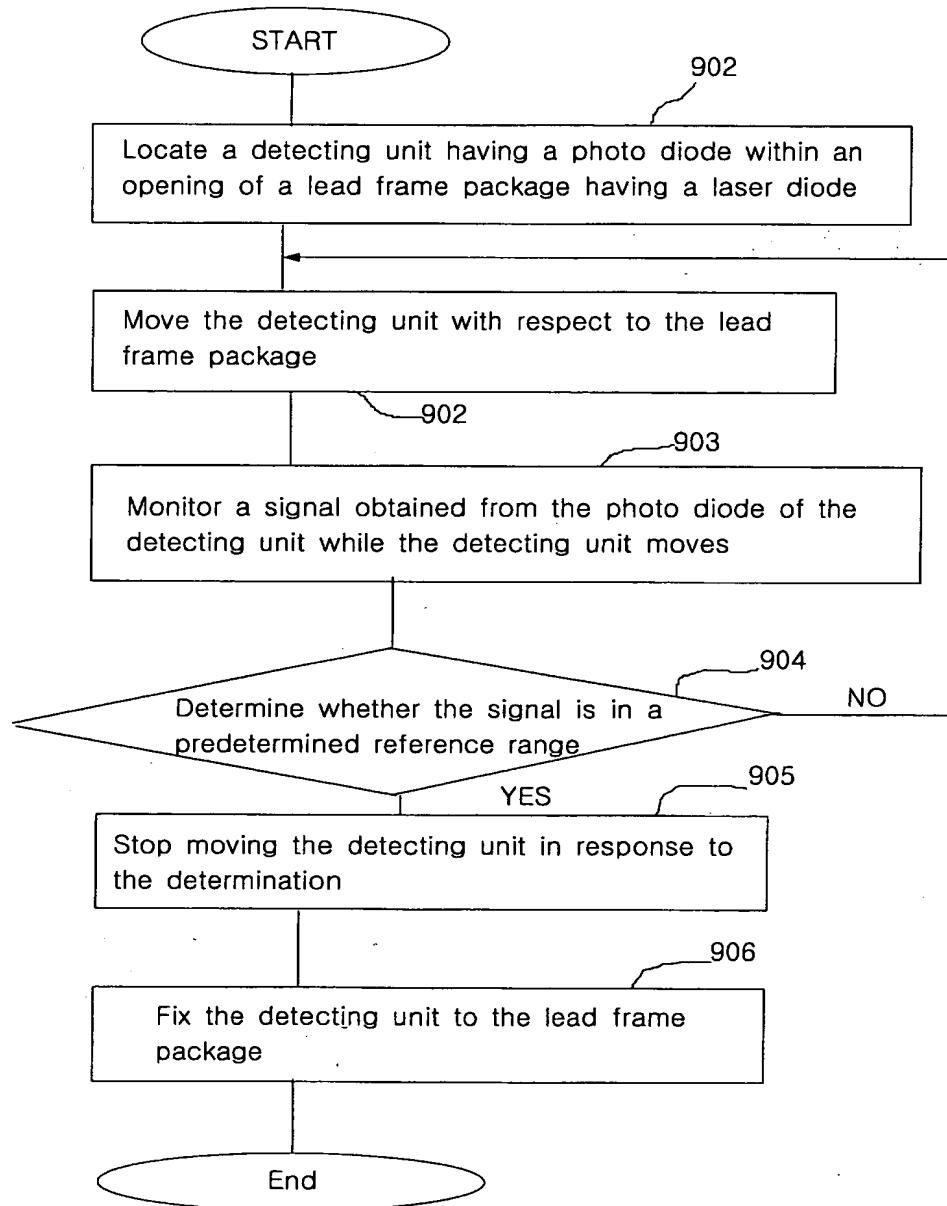 START
902
Locate a detecting unit having a photo diode within an
opening of a lead frame package having a laser diode
Move the detecting unit with respect to the lead
frame package
902
903
Monitor a signal obtained from the photo diode of the
detecting unit while the detecting unit moves
904
Determine whether the signal is in a
predetermined reference range
NO
YES
905
Stop moving the detecting unit in response to
the determination
906
Fix the detecting unit to the lead frame
package
End